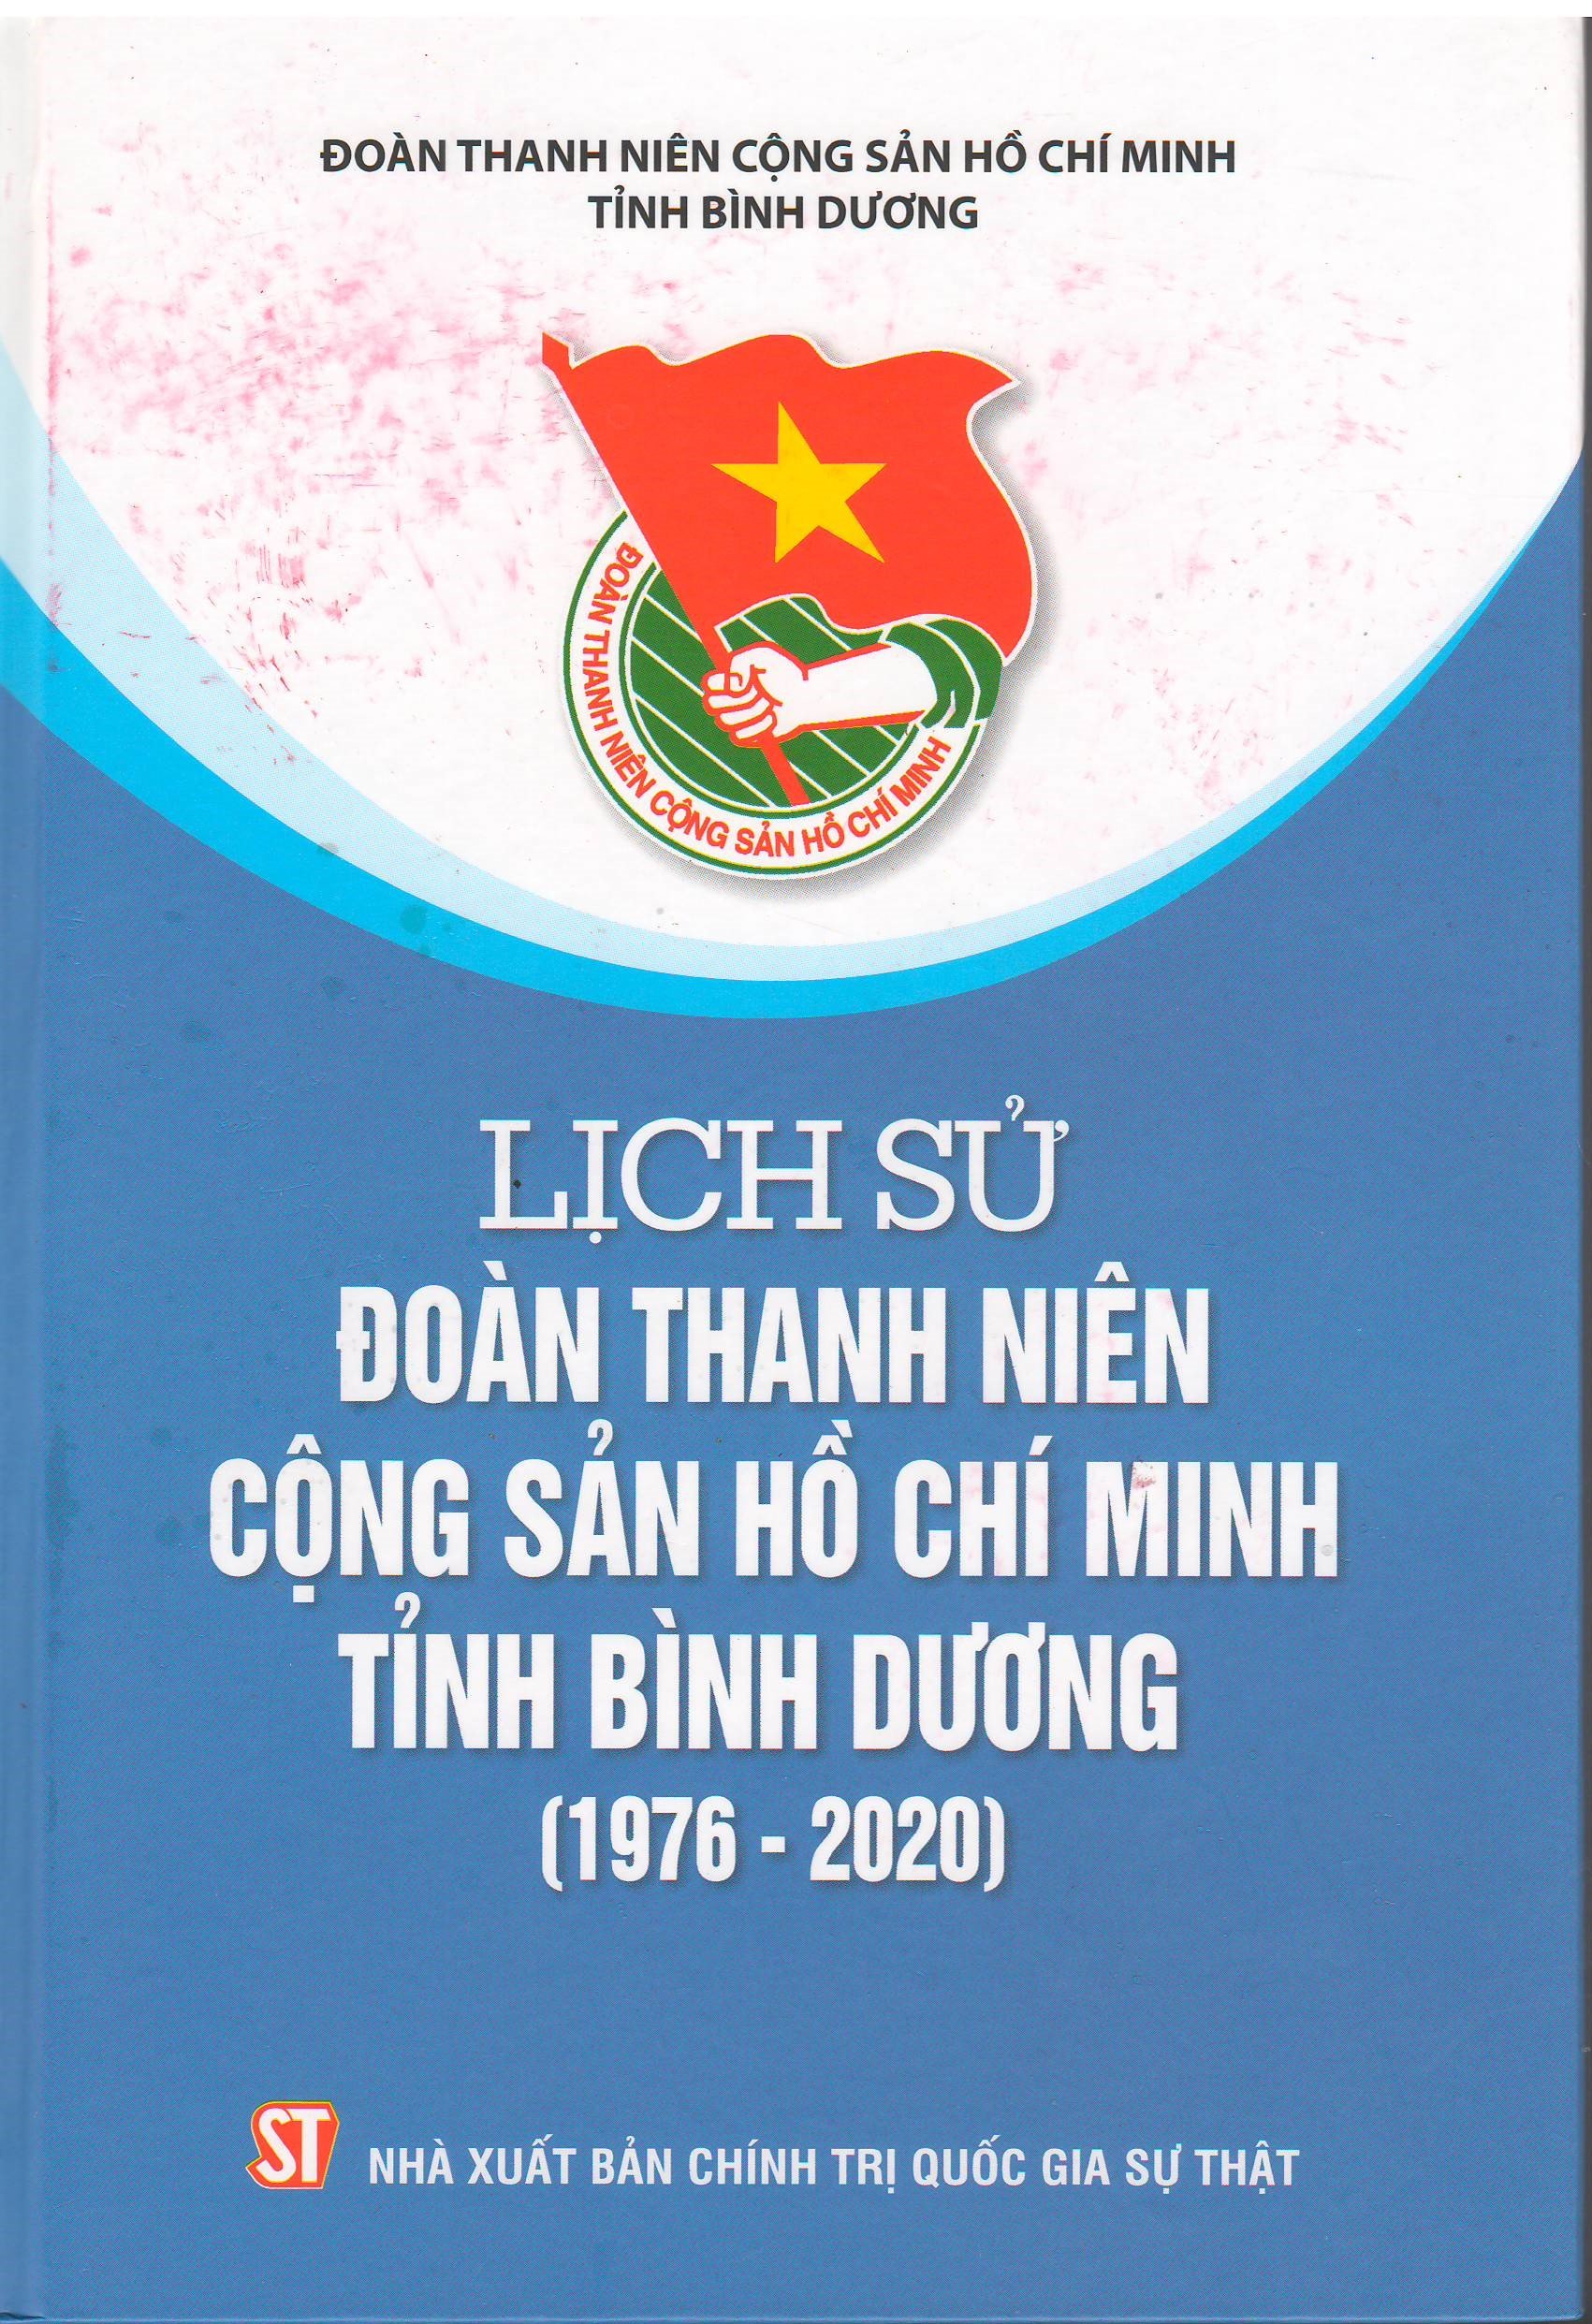 ĐOÀN THANH NIÊN CỘNG SẢN HỒ CHÍ MINH
TỈNH BÌNH DƯƠNG
ĐOÀN THANH NIÊN CỘNG SẢN HỒ CHÍ MINH
LỊCH SỬ
ĐOÀN THANH NIÊN
CỘNG SẢN HỒ CHÍ MINH
TỈNH BÌNH DƯƠNG
(1976 - 2020)
ST
NHÀ XUẤT BẢN CHÍNH TRỊ QUỐC GIA SỰ THẬT